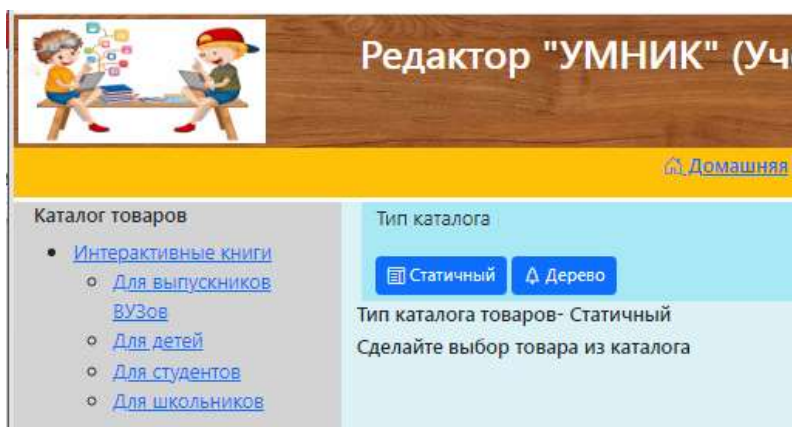 Редактор "УМНИК" (Уч
Домашняя
Каталог товаров
Интерактивные книги
Для выпускников
ВУЗов
Для детей
Для студентов
Для школьников
Тип каталога
Статичный Дерево
Тип каталога товаров- Статичный
Сделайте выбор товара из каталога